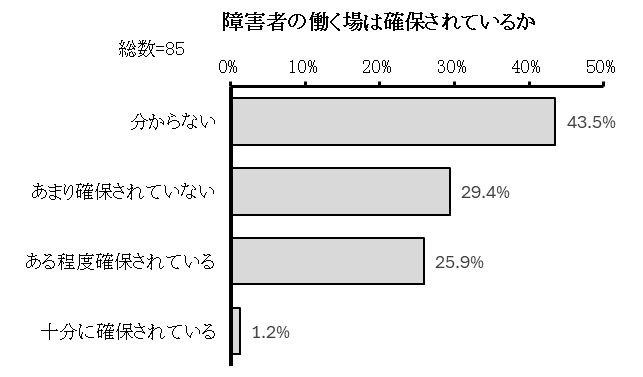 障害者の働く場は確保されているか
総数=85
0% 10% 20% 30% 40% 50%
分からない 43.5%
あまり確保されていない 29.4%
ある程度確保されている 25.9%
十分に確保されている 1.2%